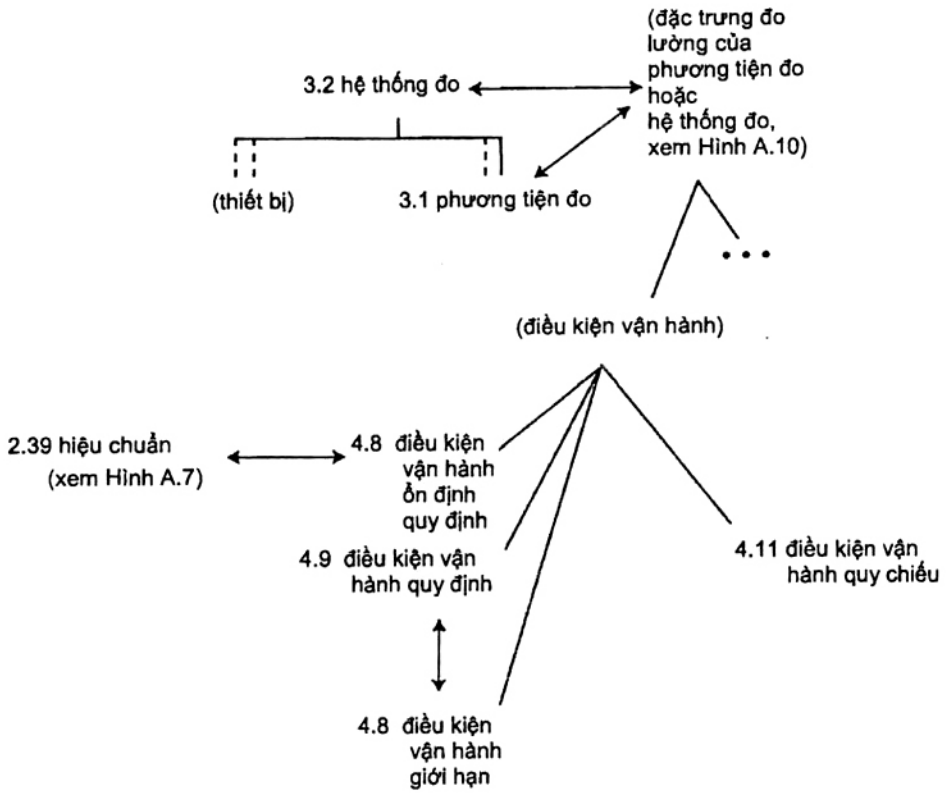 (đặc trưng đo
lường của
phương tiện đo
hoặc
hệ thống đo,
xem Hình A.10)
3.2 hệ thống đo
(thiết bị)
3.1 phương tiện đo
(điều kiện vận hành)
2.39 hiệu chuẩn
(xem Hình A.7)
4.8 điều kiện
vận hành
ổn định
quy định
4.9 điều kiện vận
hành quy định
4.11 điều kiện vận
hành quy chiếu
4.8 điều kiện
vận hành
giới hạn